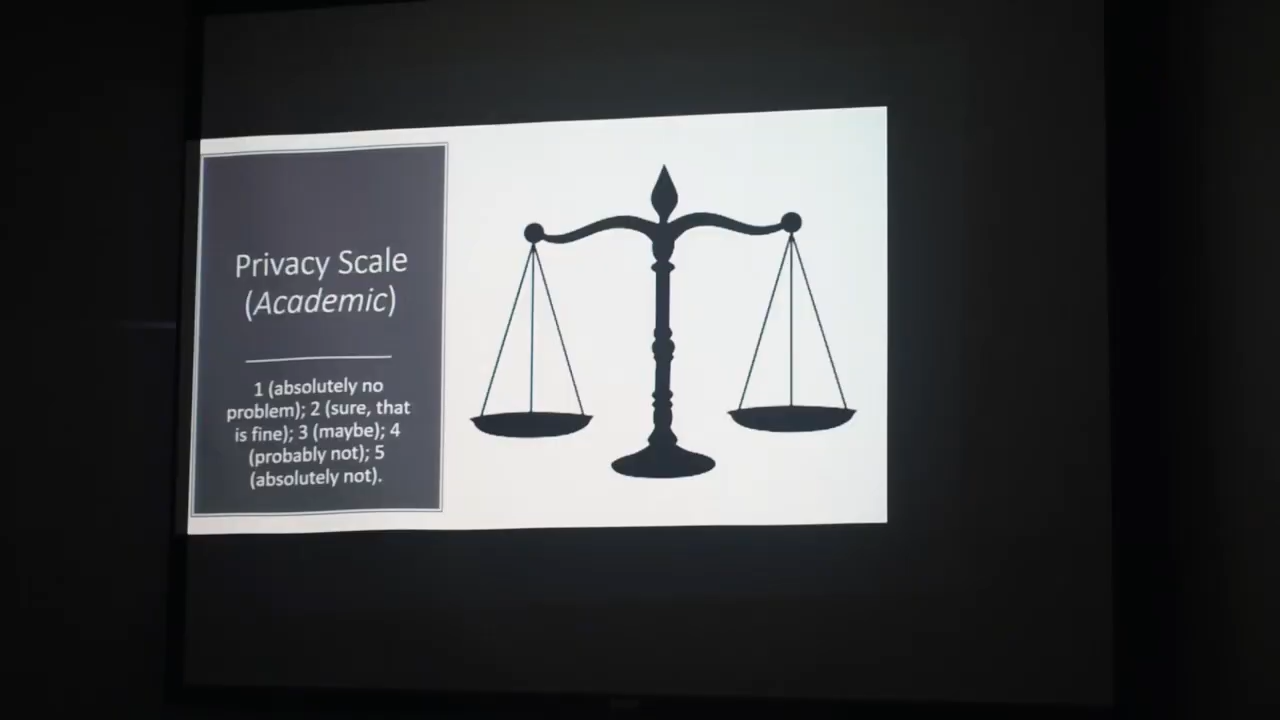 Privacy Scale
(Academic)
1 (absolutely no
problem); 2 (sure, that
is fine); 3 (maybe); 4
(probably not); 5
(absolutely not).